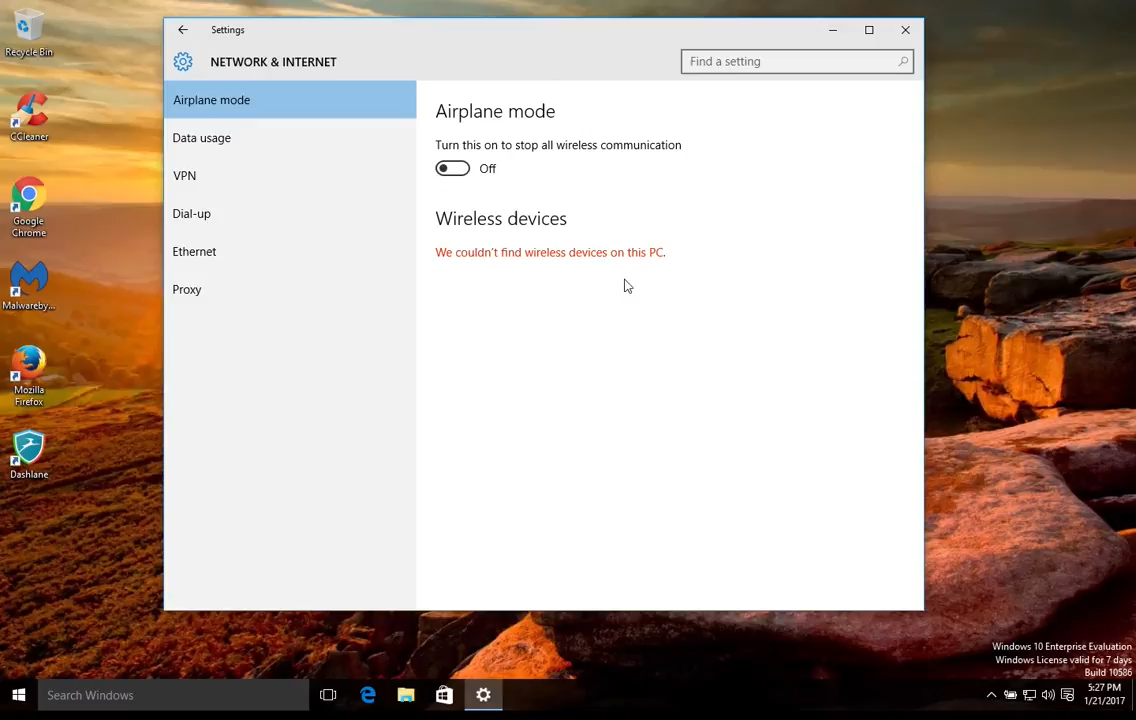 Recycle Bin
CCleaner
Google
Chrome
Malwareby...
Mozilla
Firefox
Dashlane
Settings
NETWORK & INTERNET
Find a setting
Airplane mode
Data usage
VPN
Dial-up
Ethernet
Proxy
Airplane mode
Turn this on to stop all wireless communication
Off
Wireless devices
We couldn't find wireless devices on this PC.
Windows 10 Enterprise Evaluation
Windows License valid for 7 days
Build 10586
Search Windows
5:27 PM
1/21/2017